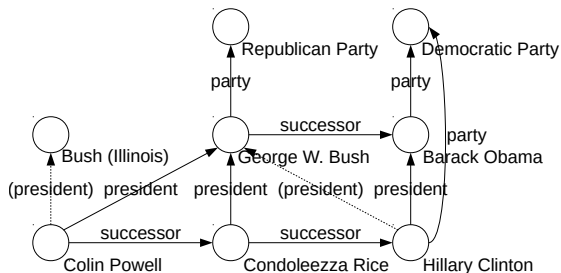 Republican Party
Democratic Party
party
party
successor
party
Bush (Illinois)
George W. Bush
Barack Obama
(president)
president
president
(president)
president
successor
successor
Colin Powell
Condoleezza Rice
Hillary Clinton